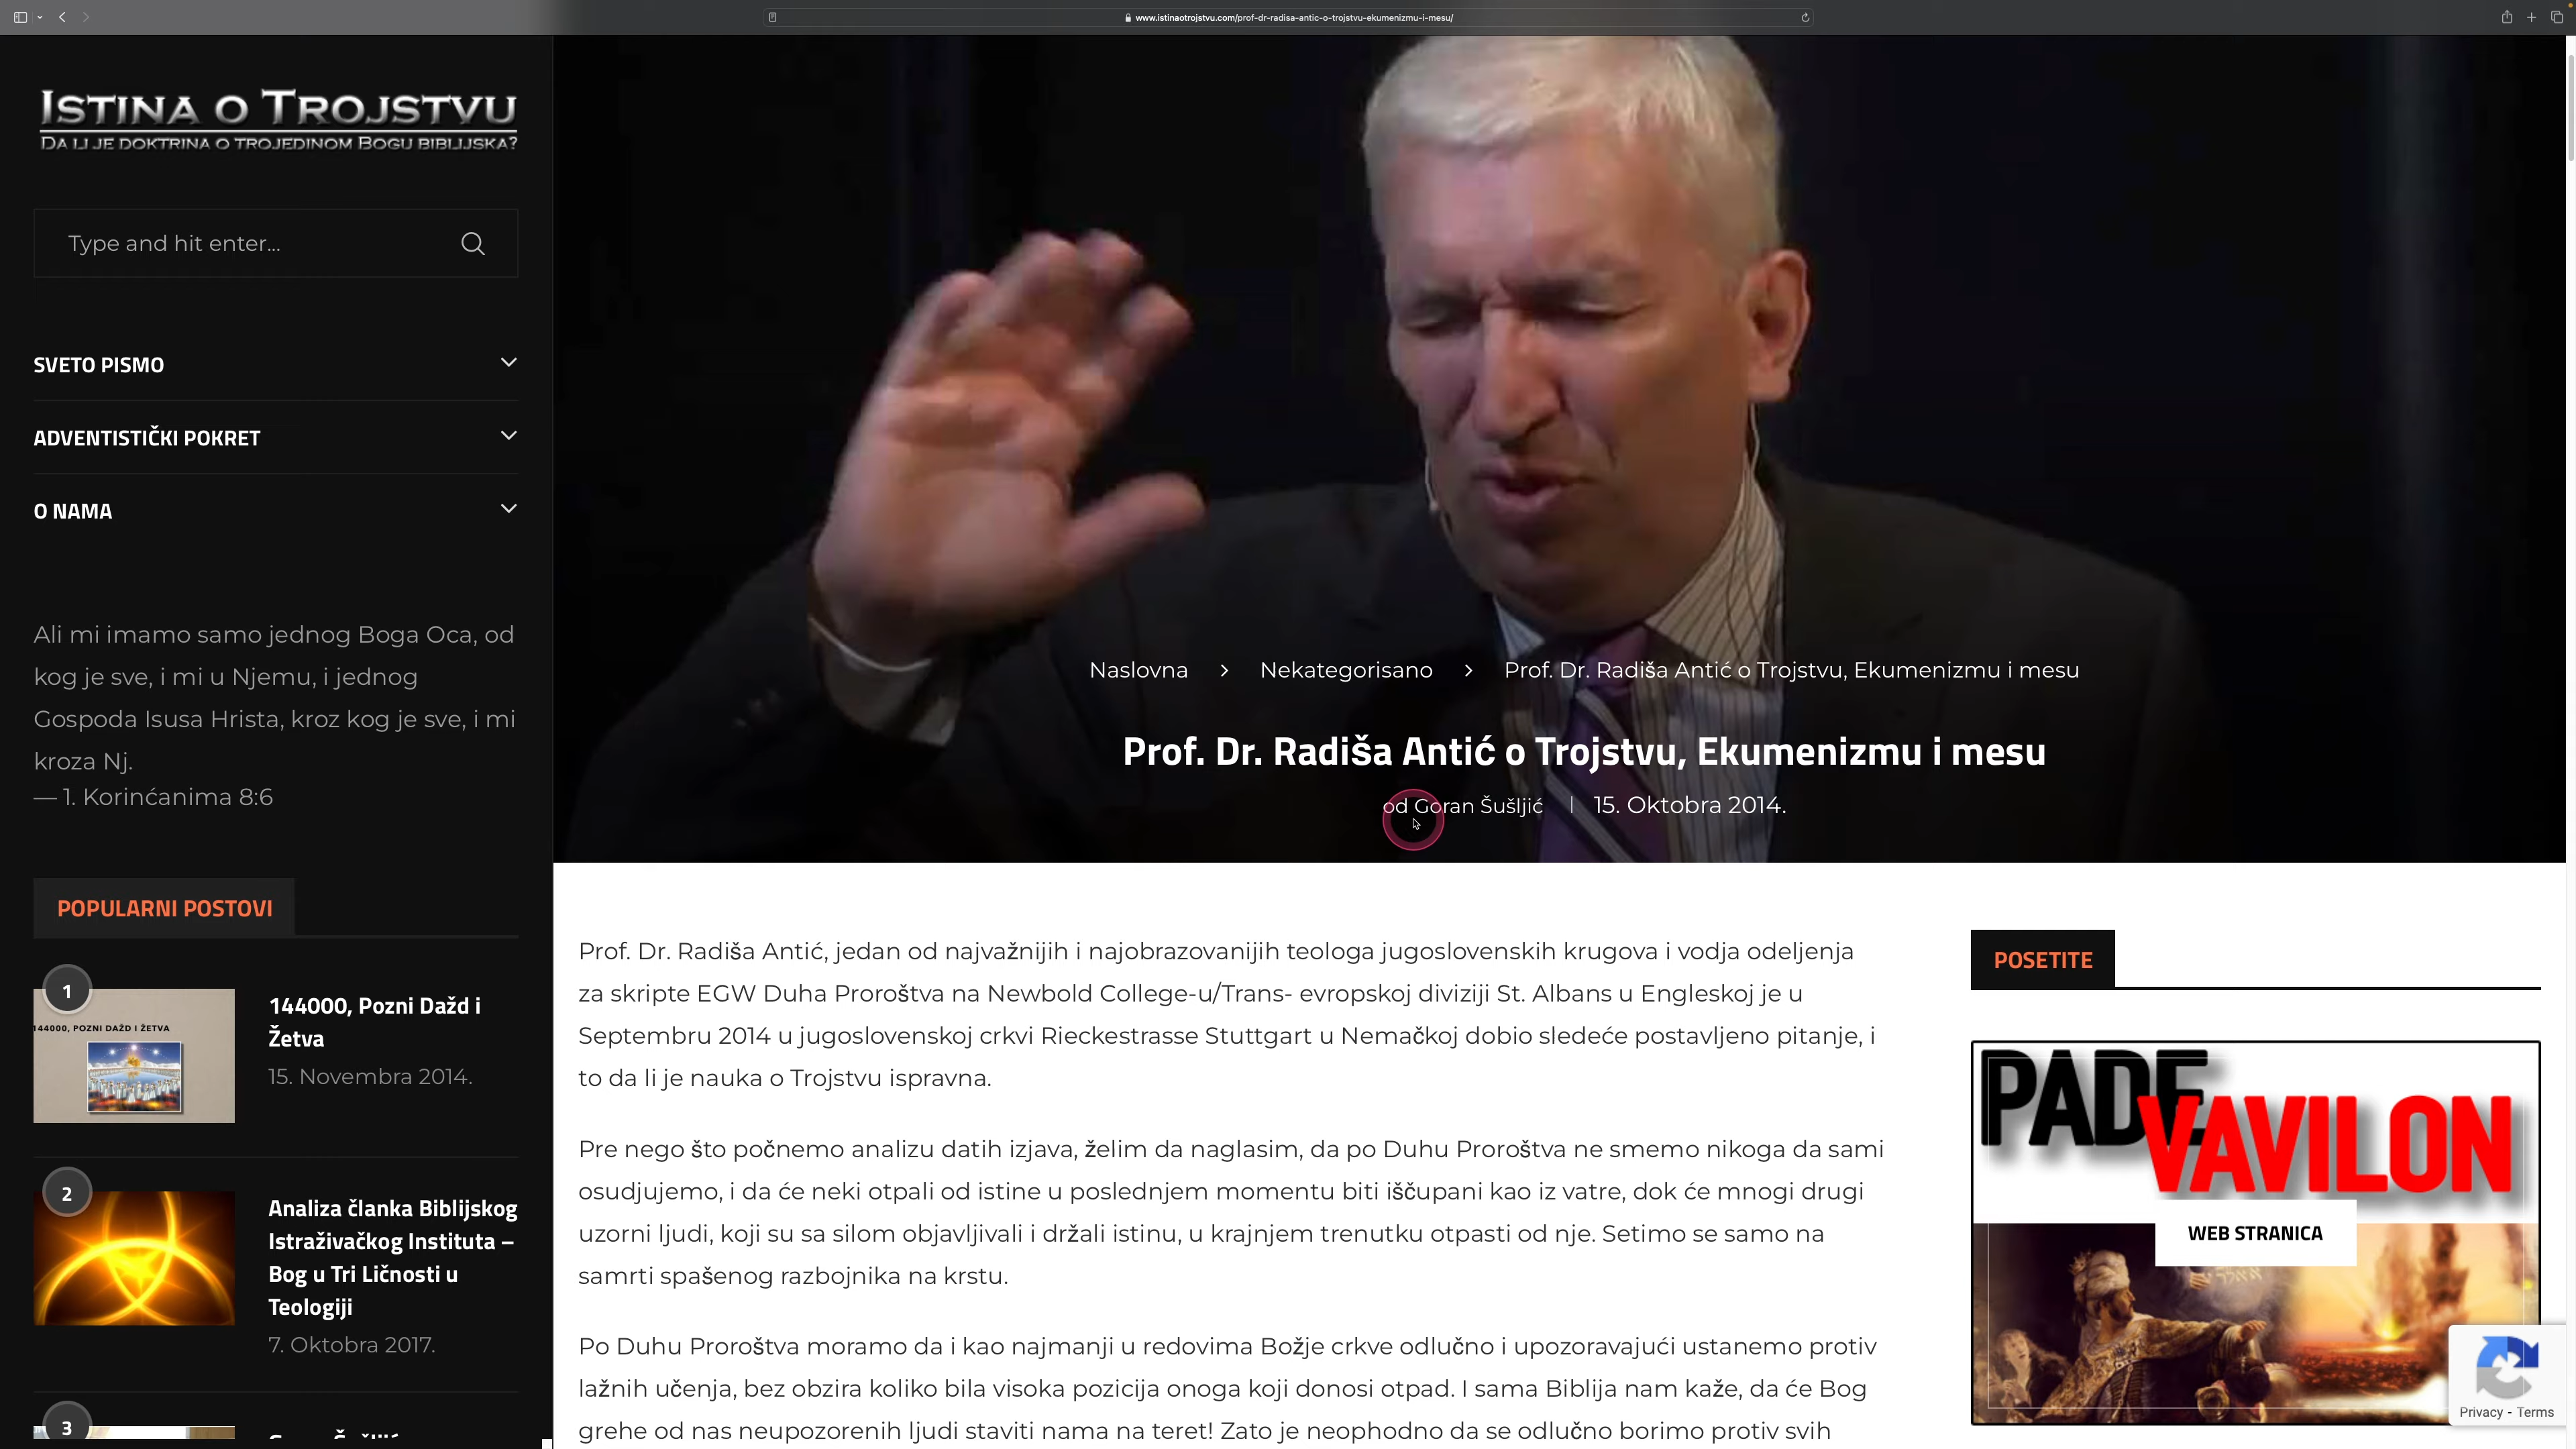 www.istinaotrojstvu.com/prof-dr-radisa-antic-o-trojstvu-ekumenizmu-i-mesu/
Istina o Trojstvu
Da li je doktrina o trojedinom Bogu biblijska?
Type and hit enter...
SVETO PISMO
ADVENTISTIČKI POKRET
O NAMA
Ali mi imamo samo jednog Boga Oca, od
kog je sve, i mi u Njemu, i jednog
Gospoda Isusa Hrista, kroz kog je sve, i mi
kroza Nj.
— 1. Korinćanima 8:6
POPULARNI POSTOVI
1
144000, POZNI DAŽD I ŽETVA
144000, Pozni Dažd i
Žetva
15. Novembra 2014.
2
Analiza članka Biblijskog
Istraživačkog Instituta –
Bog u Tri Ličnosti u
Teologiji
7. Oktobra 2017.
3
Naslovna > Nekategorisano > Prof. Dr. Radiša Antić o Trojstvu, Ekumenizmu i mesu
Prof. Dr. Radiša Antić o Trojstvu, Ekumenizmu i mesu
od Goran Šušljić | 15. Oktobra 2014.
Prof. Dr. Radiša Antić, jedan od najvažnijih i najobrazovanijih teologa jugoslovenskih krugova i vodja odeljenja
za skripte EGW Duha Proroštva na Newbold College-u/Trans- evropskoj diviziji St. Albans u Engleskoj je u
Septembru 2014 u jugoslovenskoj crkvi Rieckestrasse Stuttgart u Nemačkoj dobio sledeće postavljeno pitanje, i
to da li je nauka o Trojstvu ispravna.
Pre nego što počnemo analizu datih izjava, želim da naglasim, da po Duhu Proroštva ne smemo nikoga da sami
osudjujemo, i da će neki otpali od istine u poslednjem momentu biti iščupani kao iz vatre, dok će mnogi drugi
uzorni ljudi, koji su sa silom objavljivali i držali istinu, u krajnjem trenutku otpasti od nje. Setimo se samo na
samrti spašenog razbojnika na krstu.
Po Duhu Proroštva moramo da i kao najmanji u redovima Božje crkve odlučno i upozoravajući ustanemo protiv
lažnih učenja, bez obzira koliko bila visoka pozicija onoga koji donosi otpad. I sama Biblija nam kaže, da će Bog
grehe od nas neupozorenih ljudi staviti nama na teret! Zato je neophodno da se odlučno borimo protiv svih
POSETITE
PADE
VAVILON
WEB STRANICA
Privacy - Terms